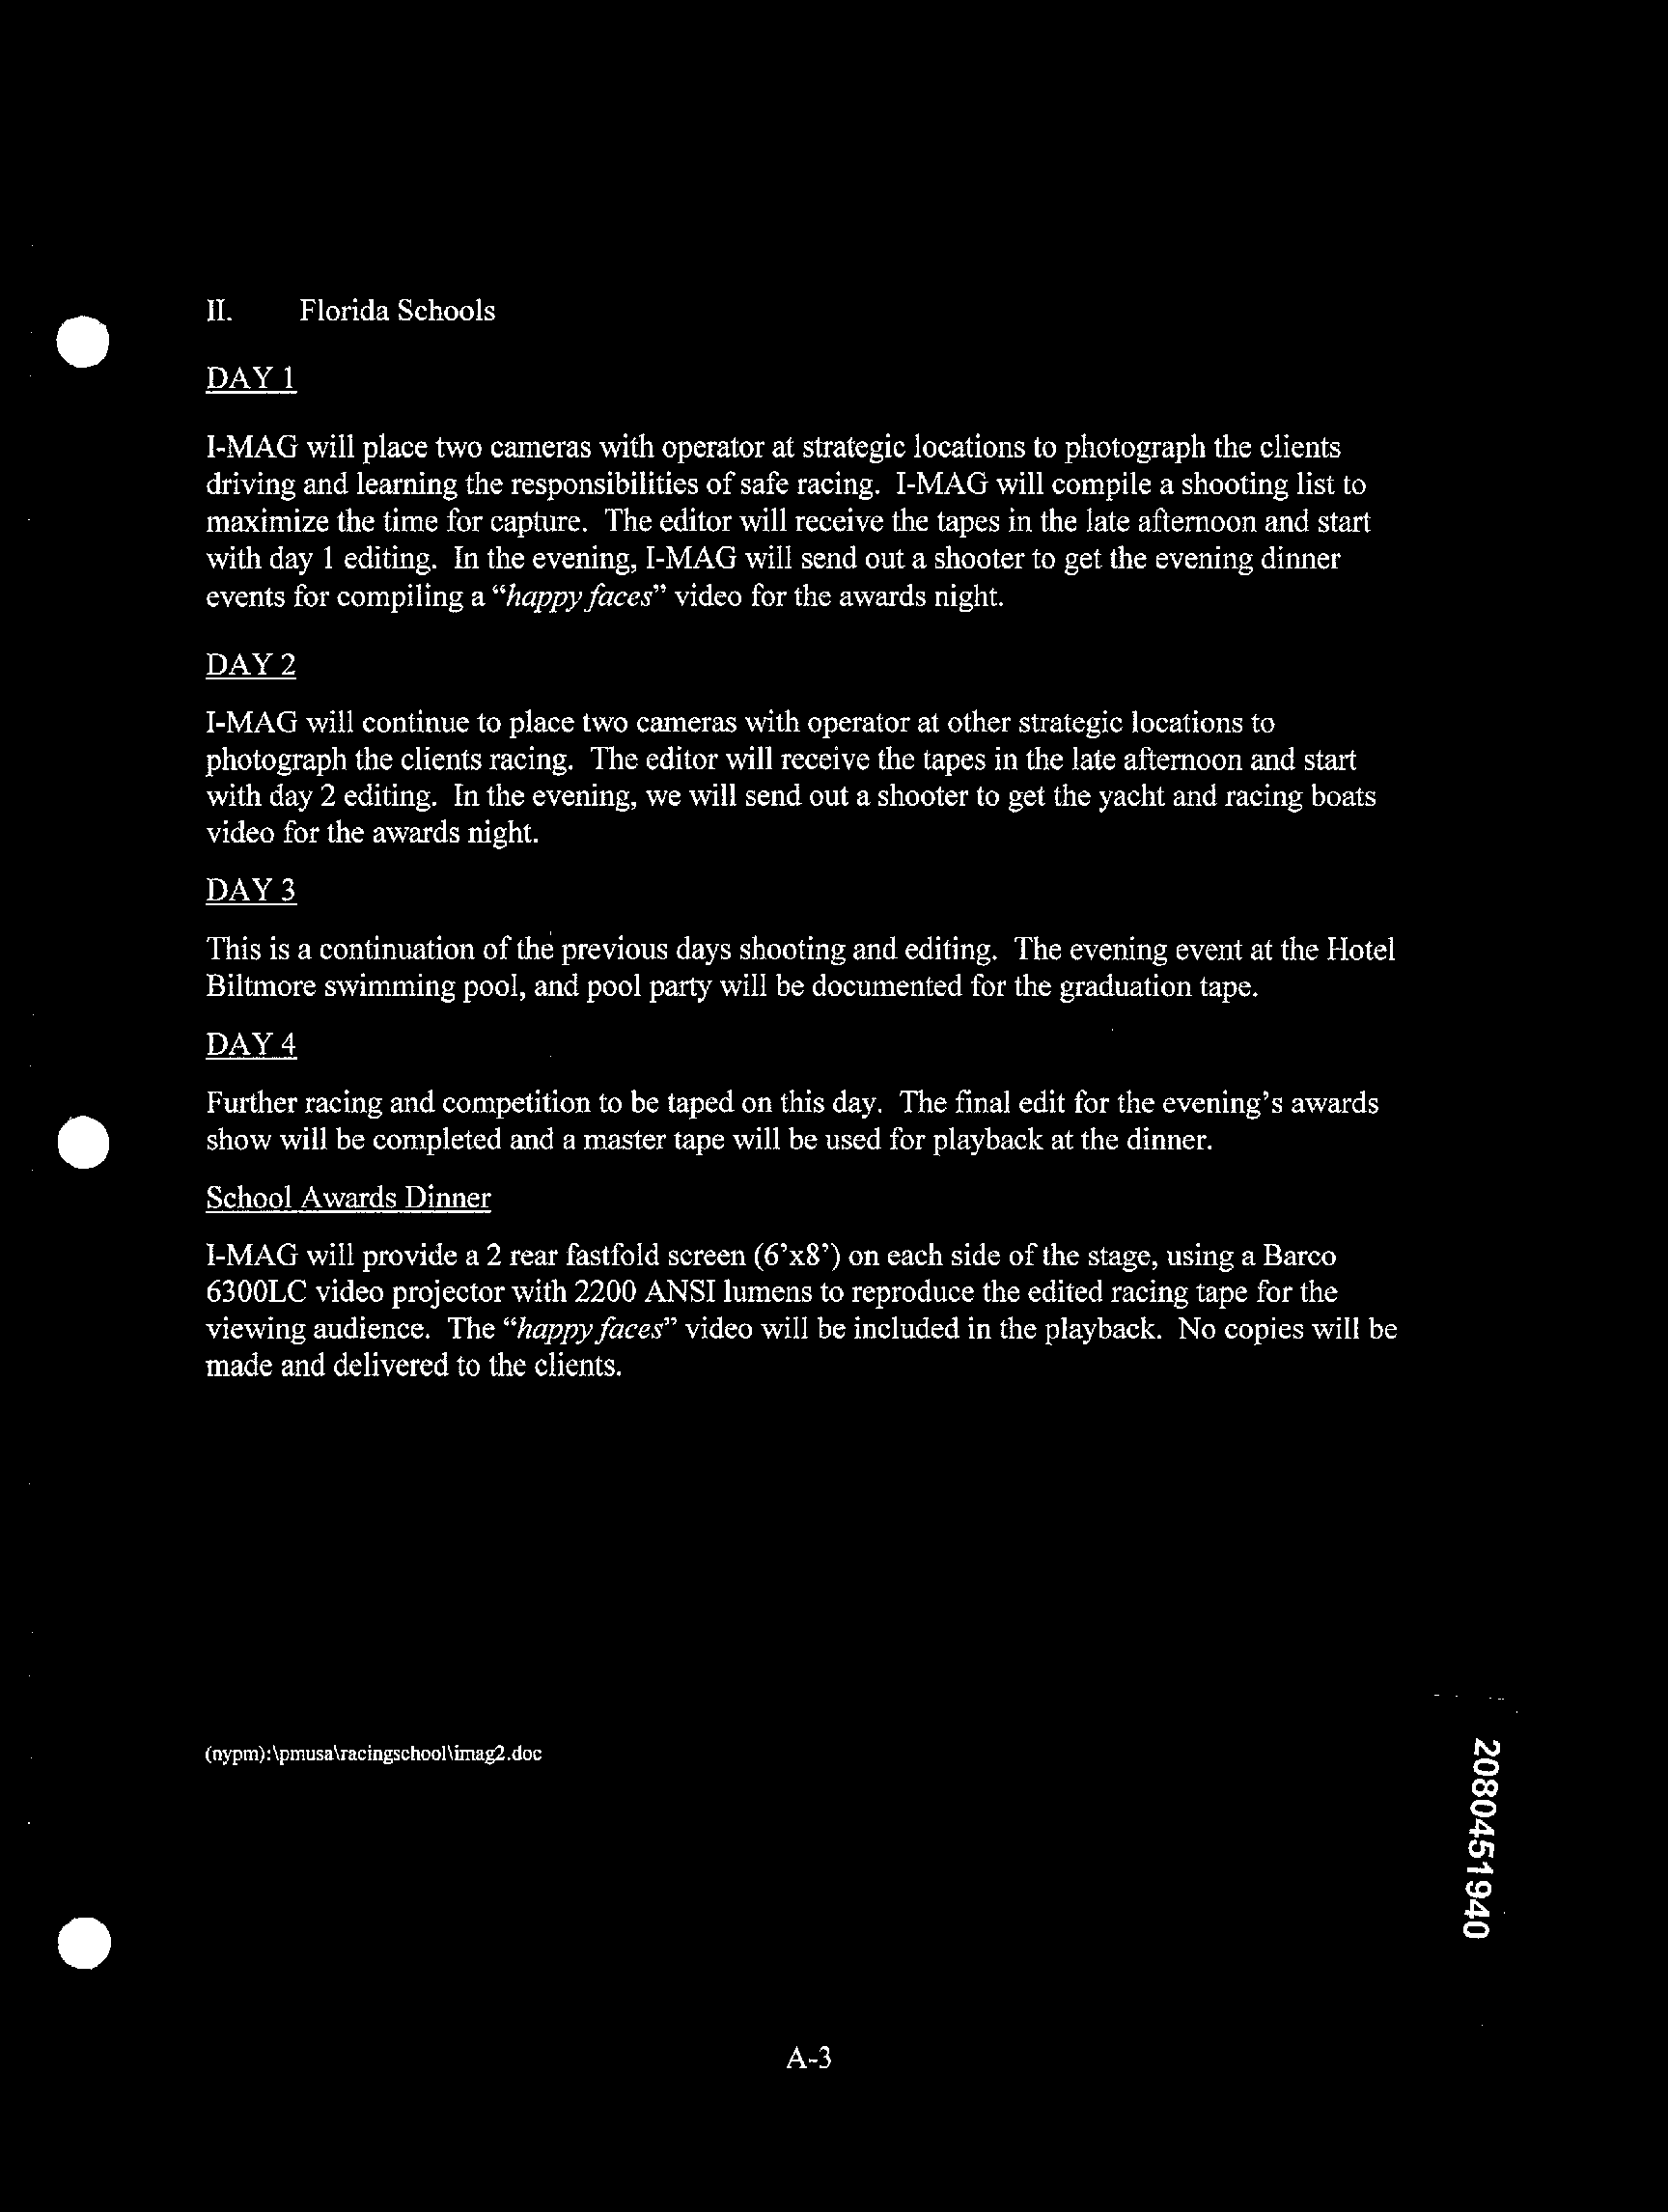 II. Florida Schools
DAY 1
I-MAG will place two cameras with operator at strategic locations to photograph the clients
driving and learning the responsibilities of safe racing. I-MAG will compile a shooting list to
maximize the time for capture. The editor will receive the tapes in the late afternoon and start
with day 1 editing. In the evening, I-MAG will send out a shooter to get the evening dinner
events for compiling a “happy faces” video for the awards night.
DAY 2
I-MAG will continue to place two cameras with operator at other strategic locations to
photograph the clients racing. The editor will receive the tapes in the late afternoon and start
with day 2 editing. In the evening, we will send out a shooter to get the yacht and racing boats
video for the awards night.
DAY 3
This is a continuation of the previous days shooting and editing. The evening event at the Hotel
Biltmore swimming pool, and pool party will be documented for the graduation tape.
DAY 4
Further racing and competition to be taped on this day. The final edit for the evening’s awards
show will be completed and a master tape will be used for playback at the dinner.
School Awards Dinner
I-MAG will provide a 2 rear fastfold screen (6’x8’) on each side of the stage, using a Barco
6300LC video projector with 2200 ANSI lumens to reproduce the edited racing tape for the
viewing audience. The “happy faces” video will be included in the playback. No copies will be
made and delivered to the clients.
(nypm):\pmusa\racingschool\imag2.doc
2080451940
A-3